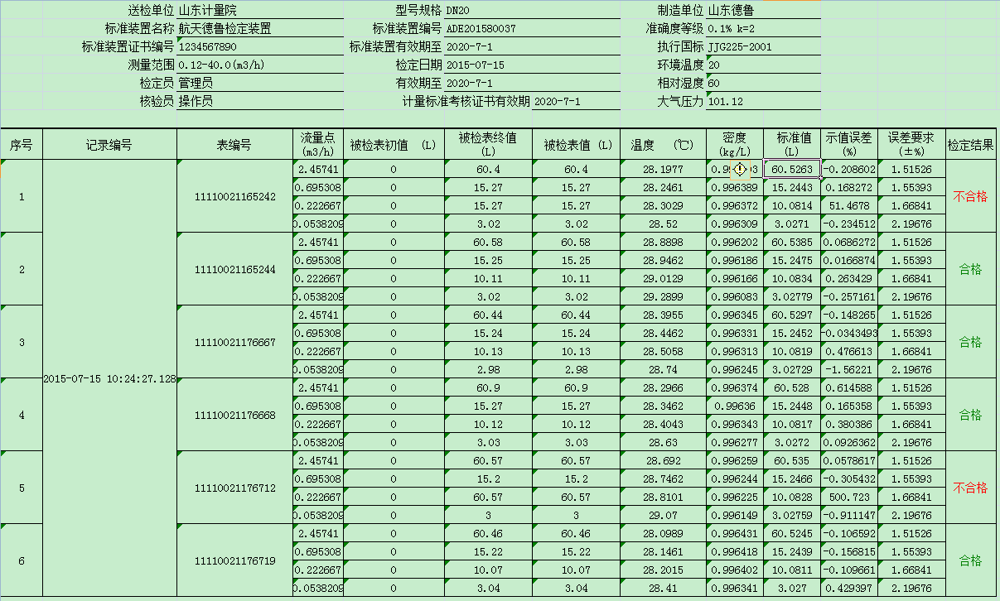 送检单位 山东计量院 型号规格 DN20 制造单位 山东德鲁
标准装置名称 航天德鲁检定装置 标准装置编号 ADE201580037 准确度等级 0.1% k=2
标准装置证书编号 1234567890 标准装置有效期至 2020-7-1 执行国标 JJG225-2001
测量范围 0.12-40.0(m3/h) 检定日期 2015-07-15 环境温度 20
检定员 管理员 有效期至 2020-7-1 相对湿度 60
核验员 操作员 计量标准考核证书有效期 2020-7-1 大气压力 101.12
序号 记录编号 表编号 流量点 (m3/h) 被检表初值 (L) 被检表终值 (L) 被检表值 (L) 温度 (℃) 密度 (kg/L) 标准值 (L) 示值误差 (%) 误差要求 (±%) 检定结果
2.45741 0 60.4 60.4 28.1977 60.5263 -0.208602 1.51526
0.695308 0 15.27 15.27 28.2461 0.996389 15.2443 0.168272 1.55393
1 11110021165242 不合格
0.222667 0 15.27 15.27 28.3029 0.996372 10.0814 51.4678 1.66841
0.0538209 0 3.02 3.02 28.52 0.996309 3.0271 -0.234512 2.19676
2.45741 0 60.58 60.58 28.8898 0.996202 60.5385 0.0686272 1.51526
0.695308 0 15.25 15.25 28.9462 0.996186 15.2475 0.0166874 1.55393
2 11110021165244 合格
0.222667 0 10.11 10.11 29.0129 0.996166 10.0834 0.263429 1.66841
0.0538209 0 3.02 3.02 29.2899 0.996083 3.02779 -0.257161 2.19676
2.45741 0 60.44 60.44 28.3955 0.996345 60.5297 -0.148265 1.51526
0.695308 0 15.24 15.24 28.4462 0.996331 15.2452 -0.0343493 1.55393
3 11110021176667 合格
0.222667 0 10.13 10.13 28.5058 0.996313 10.0819 0.476613 1.66841
0.0538209 0 2.98 2.98 28.74 0.996245 3.02729 -1.56221 2.19676
2015-07-15 10:24:27.128
2.45741 0 60.9 60.9 28.2966 0.996374 60.528 0.614588 1.51526
0.695308 0 15.27 15.27 28.3462 0.99636 15.2448 0.165358 1.55393
4 11110021176668 合格
0.222667 0 10.12 10.12 28.4043 0.996343 10.0817 0.380386 1.66841
0.0538209 0 3.03 3.03 28.63 0.996277 3.0272 0.0926362 2.19676
2.45741 0 60.57 60.57 28.692 0.996259 60.535 0.0578617 1.51526
0.695308 0 15.2 15.2 28.7462 0.996244 15.2466 -0.305432 1.55393
5 11110021176712 不合格
0.222667 0 60.57 60.57 28.8101 0.996225 10.0828 500.723 1.66841
0.0538209 0 3 3 29.07 0.996149 3.02759 -0.911147 2.19676
2.45741 0 60.46 60.46 28.0989 0.996431 60.5245 -0.106592 1.51526
0.695308 0 15.22 15.22 28.1461 0.996418 15.2439 -0.156815 1.55393
6 11110021176719 合格
0.222667 0 10.07 10.07 28.2015 0.996402 10.0811 -0.109661 1.66841
0.0538209 0 3.04 3.04 28.41 0.996341 3.027 0.429397 2.19676